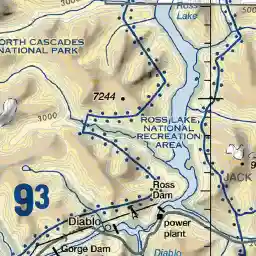 Ross
Lake
NORTH CASCADES
NATIONAL PARK
7244
3000
3000
ROSS LAKE
NATIONAL
RECREATION
AREA
JACK
93
Ross
Dam
Diablo
power
plant
Gorge Dam
Diablo